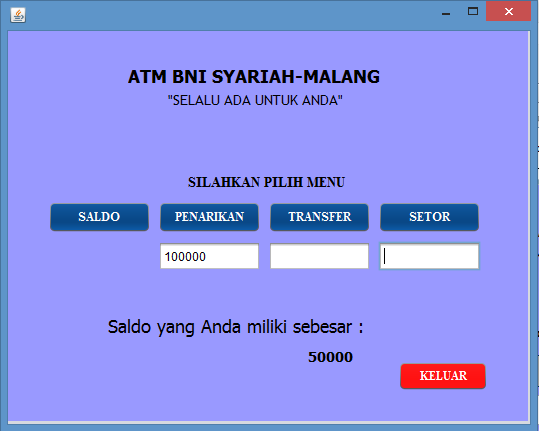 ATM BNI SYARIAH-MALANG
"SELALU ADA UNTUK ANDA"
SILAHKAN PILIH MENU
SALDO PENARIKAN TRANSFER SETOR
100000
Saldo yang Anda miliki sebesar :
50000
KELUAR